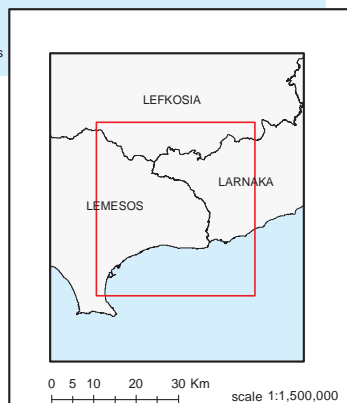 s
LEFKOSIA
LARNAKA
LEMESOS
0 5 10 20 30 Km
scale 1:1,500,000